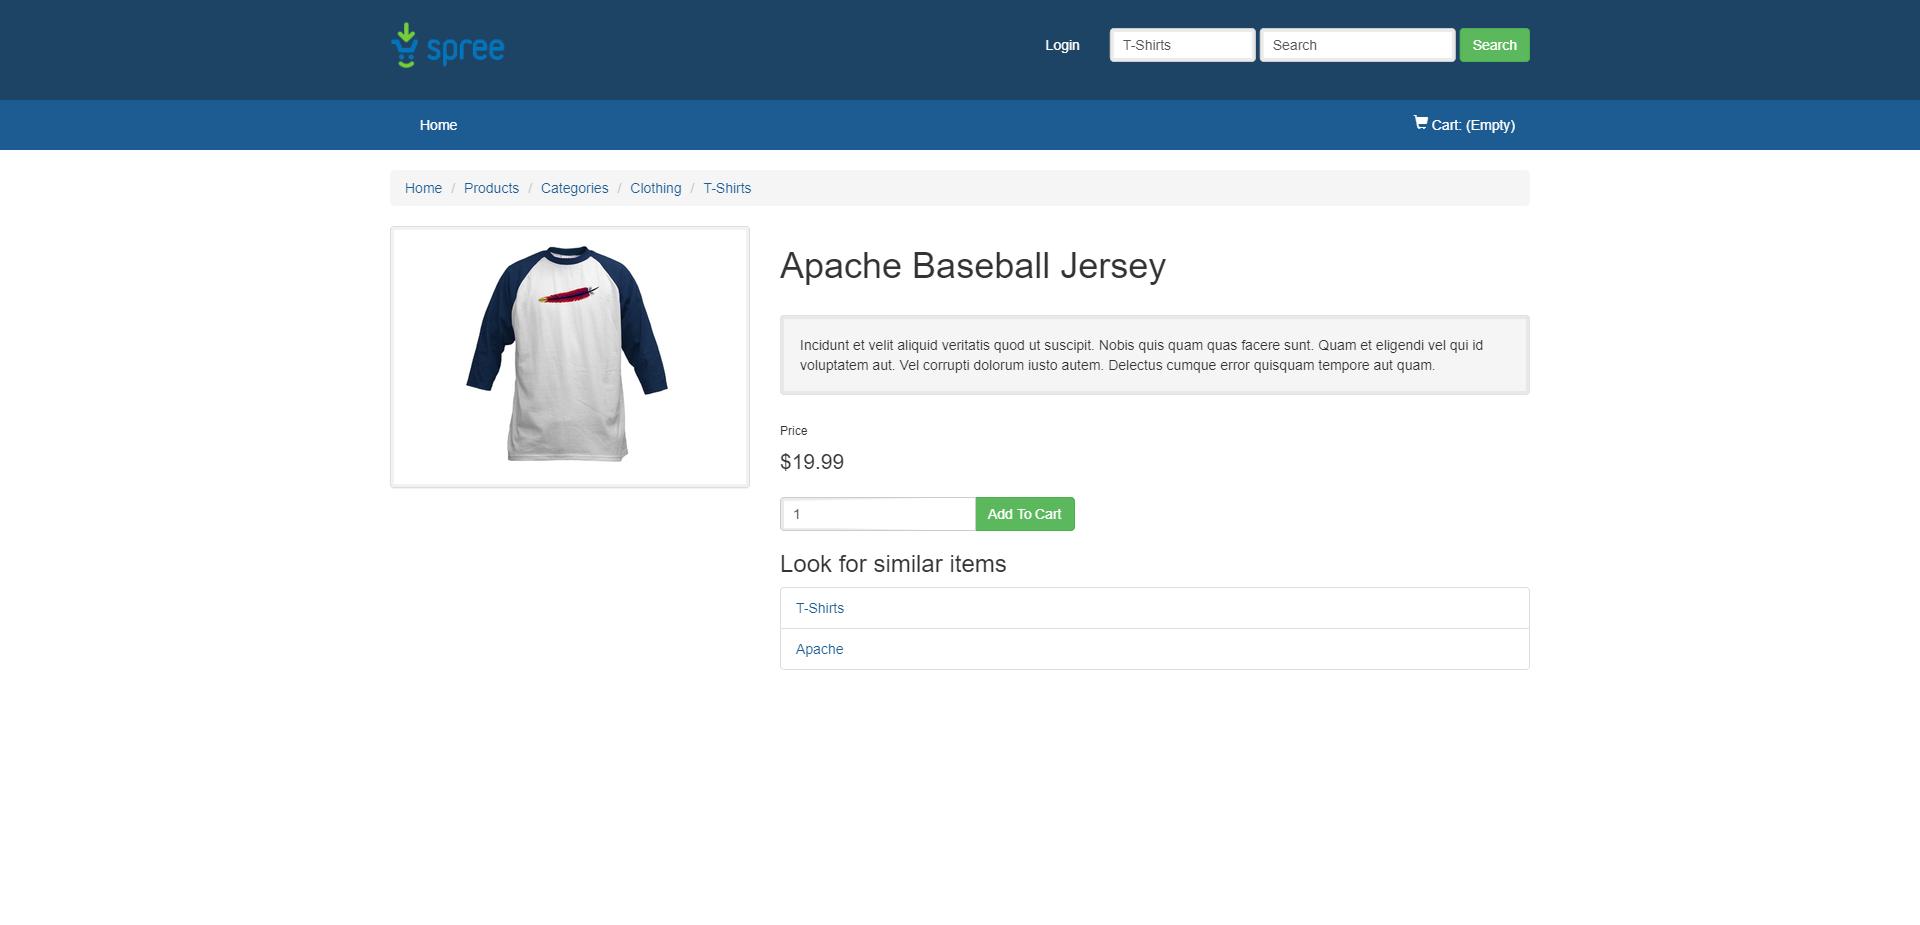 spree
Login
T-Shirts
Search
Search
Home
Cart: (Empty)
Home / Products / Categories / Clothing / T-Shirts
Apache Baseball Jersey
Incidunt et velit aliquid veritatis quod ut suscipit. Nobis quis quam quas facere sunt. Quam et eligendi vel qui id
voluptatem aut. Vel corrupti dolorum iusto autem. Delectus cumque error quisquam tempore aut quam.
Price
$19.99
1
Add To Cart
Look for similar items
T-Shirts
Apache